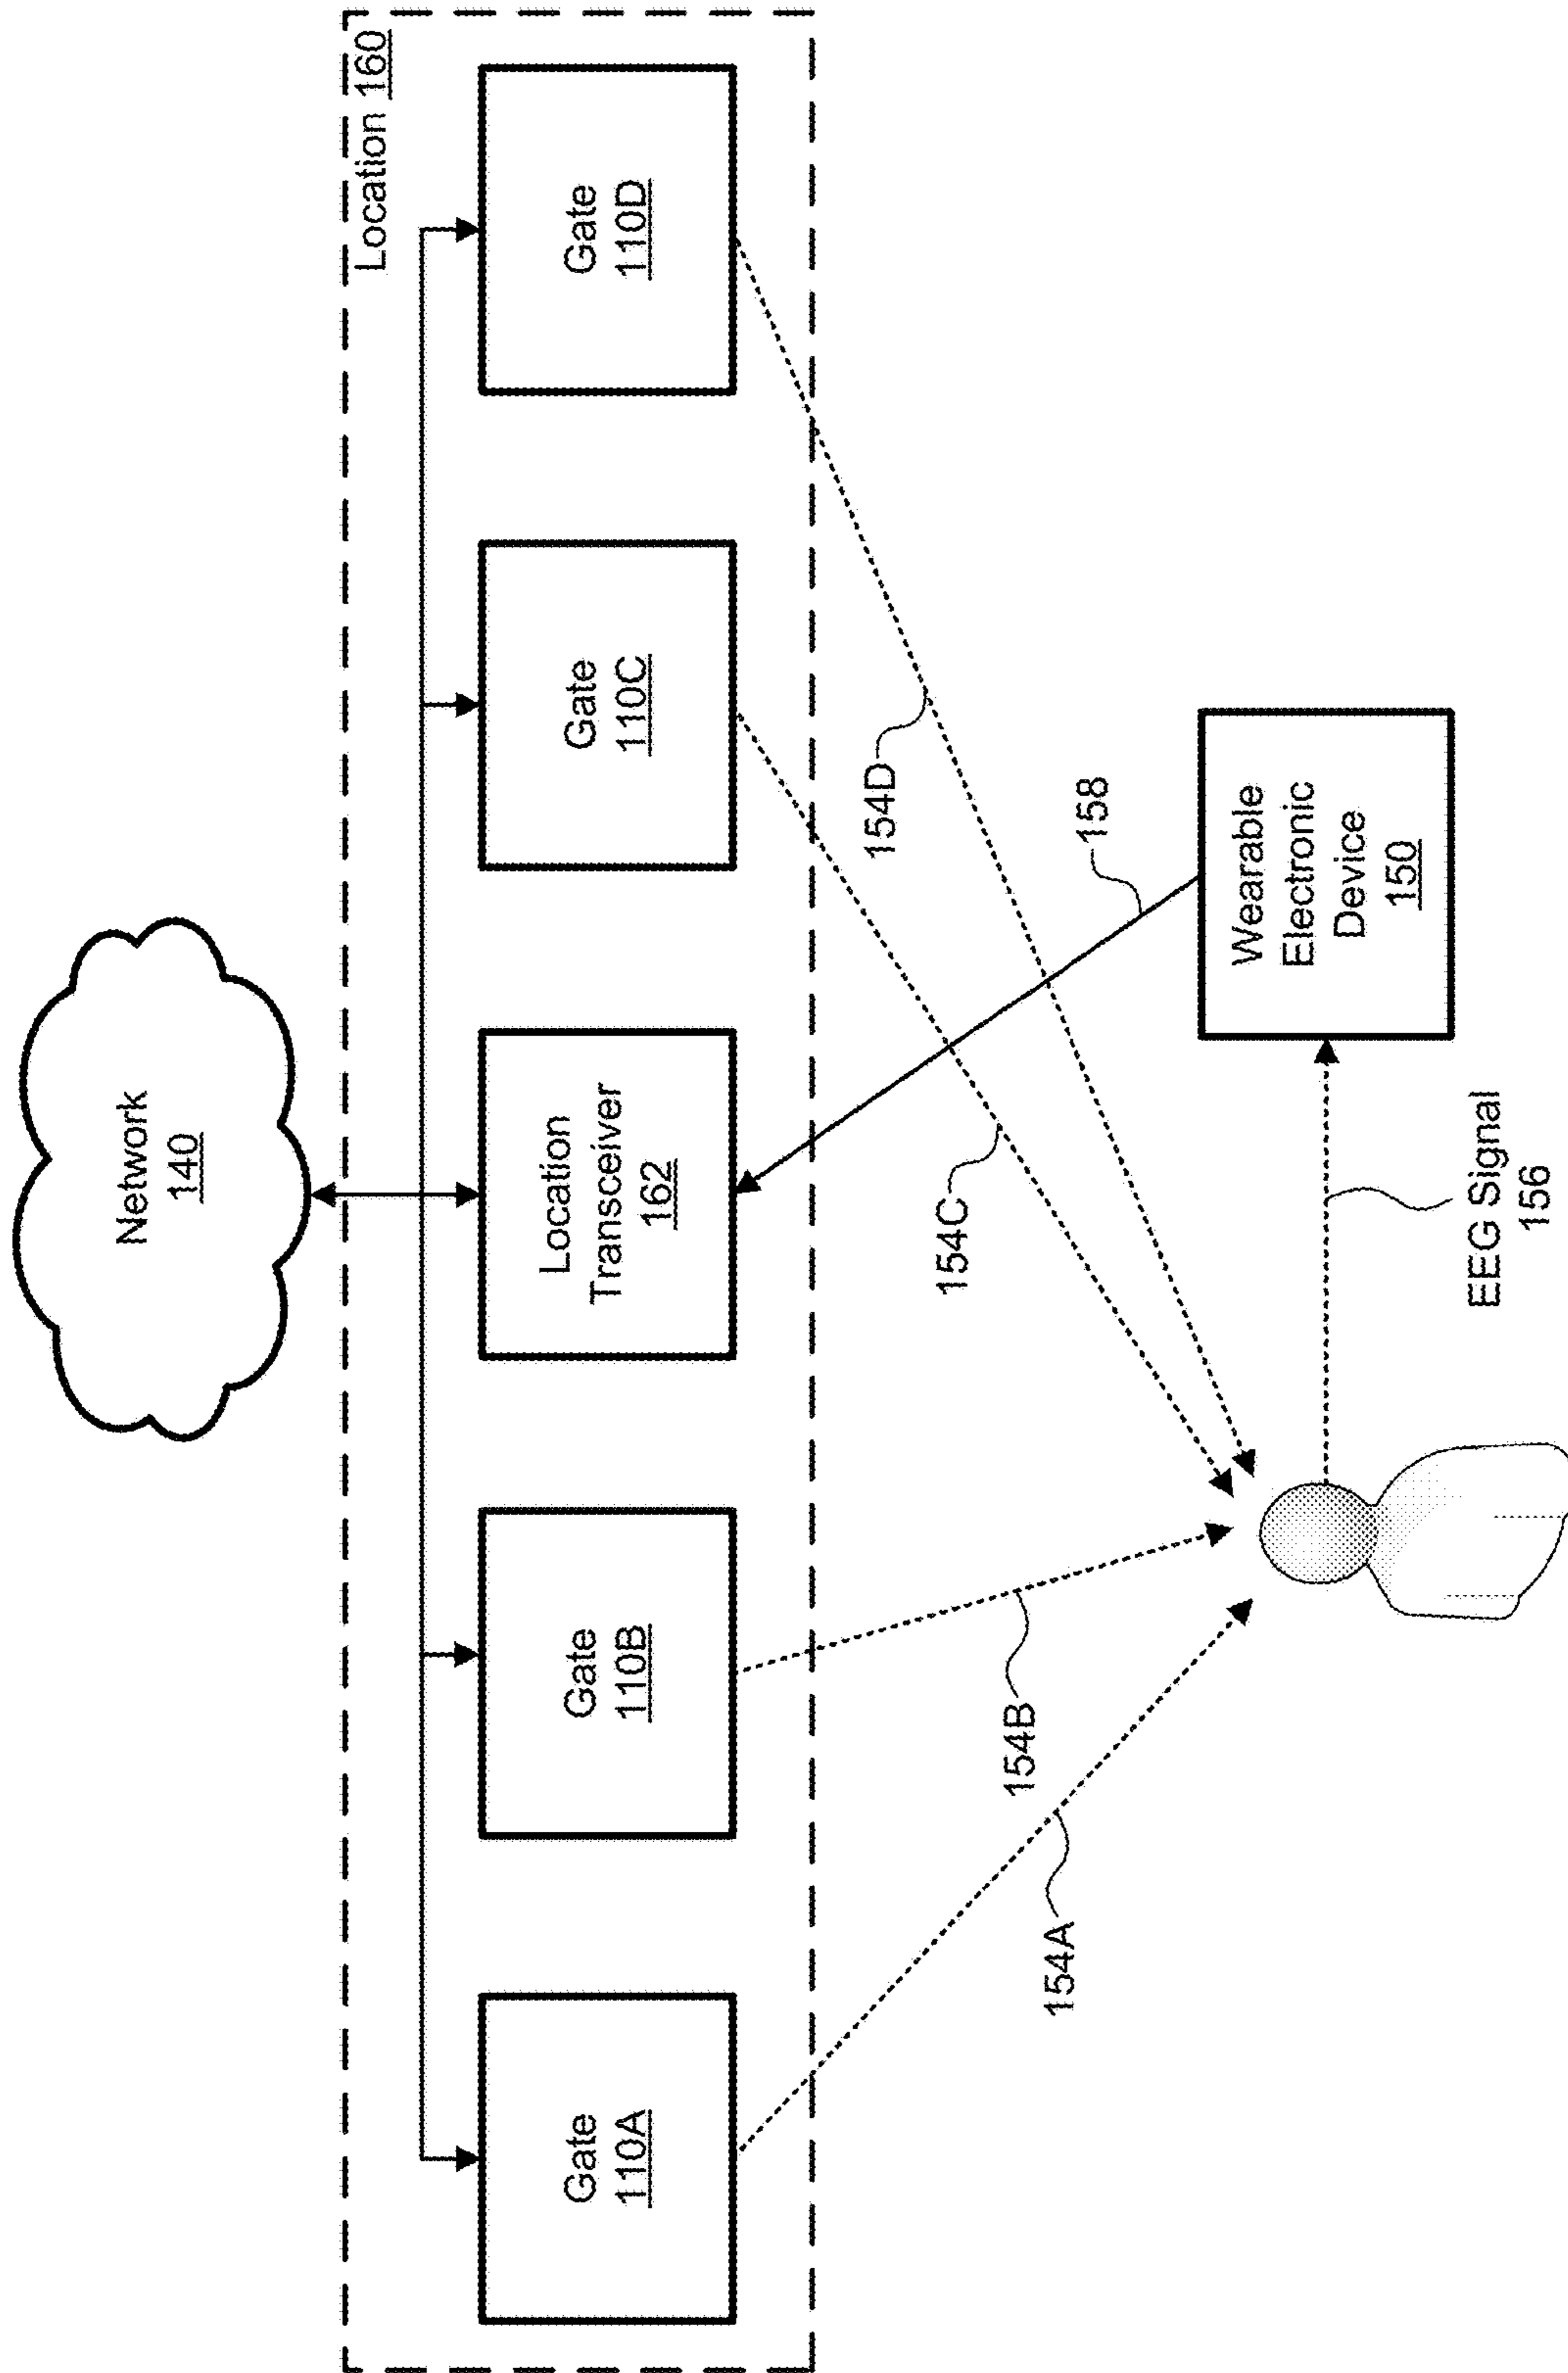 Network
140
Location 160
Gate
110A
Gate
110B
Location
Transceiver
162
Gate
110C
Gate
110D
154A
154B
154C
154D
158
EEG Signal
156
Wearable
Electronic
Device
150